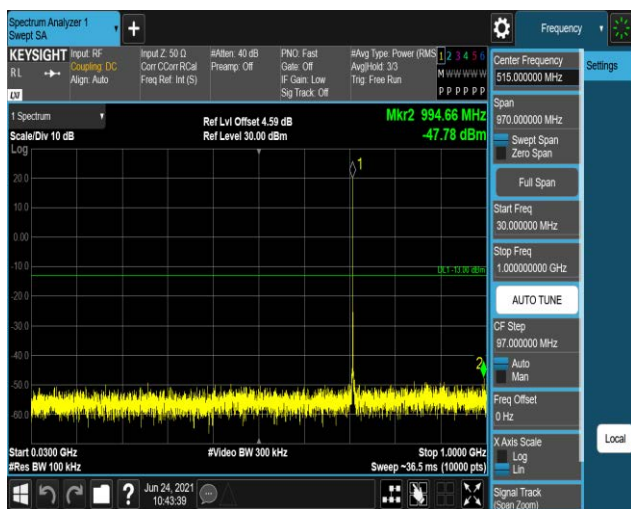 Spectrum Analyzer 1
Swept SA
Frequency
KEYSIGHT
RL
LXI
Input: RF
Coupling: DC
Align: Auto
Input Z: 50 Ω
Corr CCorr RCal
Freq Ref: Int (S)
#Atten: 40 dB
Preamp: Off
PNO: Fast
Gate: Off
IF Gain: Low
Sig Track: Off
#Avg Type: Power (RMS
Avg|Hold: 3/3
Trig: Free Run
1 2 3 4 5 6
M W W W W W
P P P P P P
1 Spectrum
Scale/Div 10 dB
Ref Lvl Offset 4.59 dB
Ref Level 30.00 dBm
Mkr2 994.66 MHz
-47.78 dBm
Log
20.0
10.0
0.00
-10.0
-20.0
-30.0
-40.0
-50.0
-60.0
1
DL1 -13.00 dBm
2
Start 0.0300 GHz
#Res BW 100 kHz
#Video BW 300 kHz
Stop 1.0000 GHz
Sweep ~36.5 ms (10000 pts)
Jun 24, 2021
10:43:39
Center Frequency
515.000000 MHz
Span
970.000000 MHz
Swept Span
Zero Span
Full Span
Start Freq
30.000000 MHz
Stop Freq
1.000000000 GHz
AUTO TUNE
CF Step
97.000000 MHz
Auto
Man
Freq Offset
0 Hz
X Axis Scale
Log
Lin
Signal Track
(Span Zoom)
Settings
Local